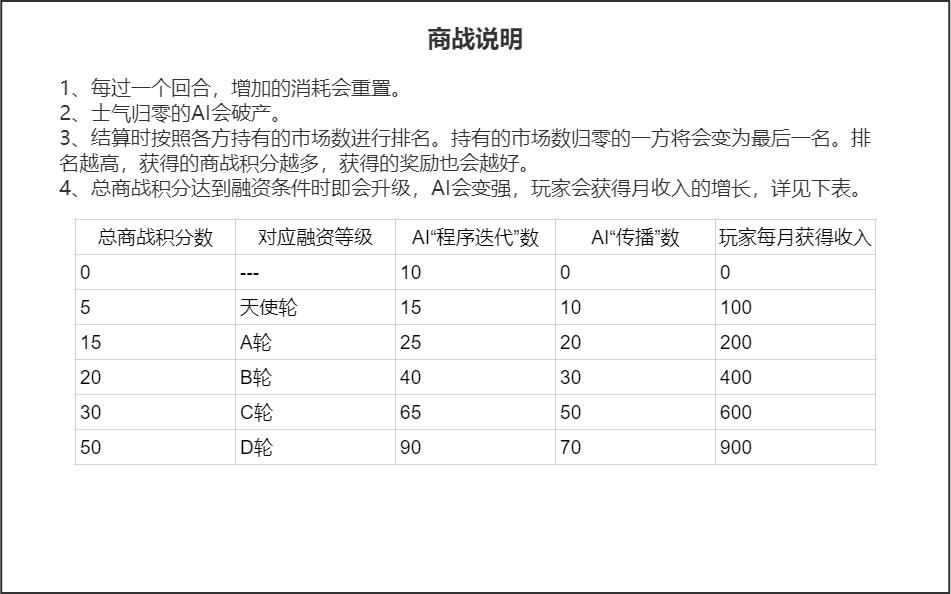 商战说明
1、每过一个回合，增加的消耗会重置。
2、士气归零的AI会破产。
3、结算时按照各方持有的市场数进行排名。持有的市场数归零的一方将会变为最后一名。排
名越高，获得的商战积分越多，获得的奖励也会越好。
4、总商战积分达到融资条件时即会升级，AI会变强，玩家会获得月收入的增长，详见下表。
总商战积分数 对应融资等级 AI“程序迭代”数 AI“传播”数 玩家每月获得收入
0 --- 10 0 0
5 天使轮 15 10 100
15 A轮 25 20 200
20 B轮 40 30 400
30 C轮 65 50 600
50 D轮 90 70 900